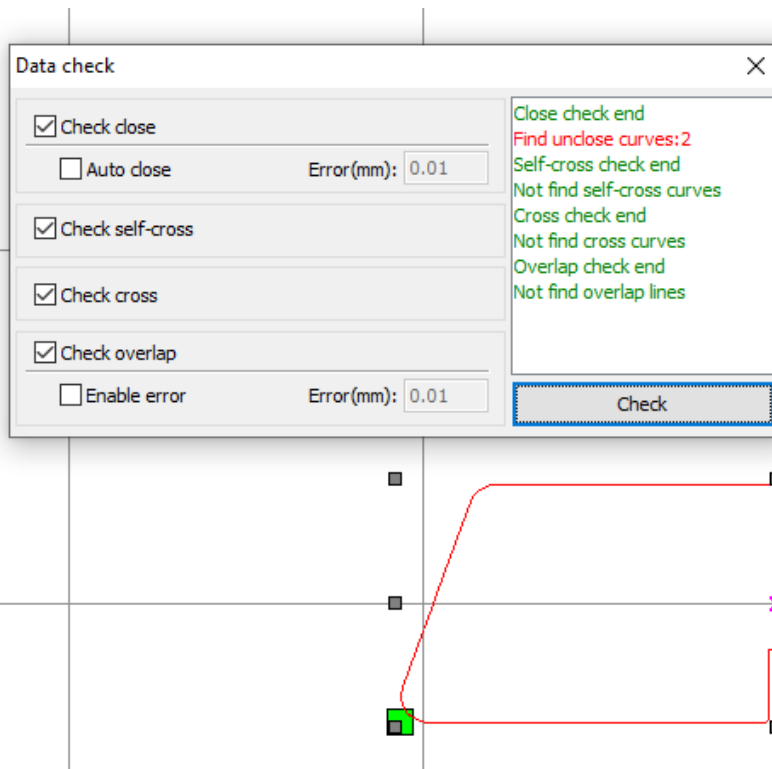 Data check
Check close
Auto close
Error(mm): 0.01
Check self-cross
Check cross
Check overlap
Enable error
Error(mm): 0.01
Close check end
Find unclose curves:2
Self-cross check end
Not find self-cross curves
Cross check end
Not find cross curves
Overlap check end
Not find overlap lines
Check